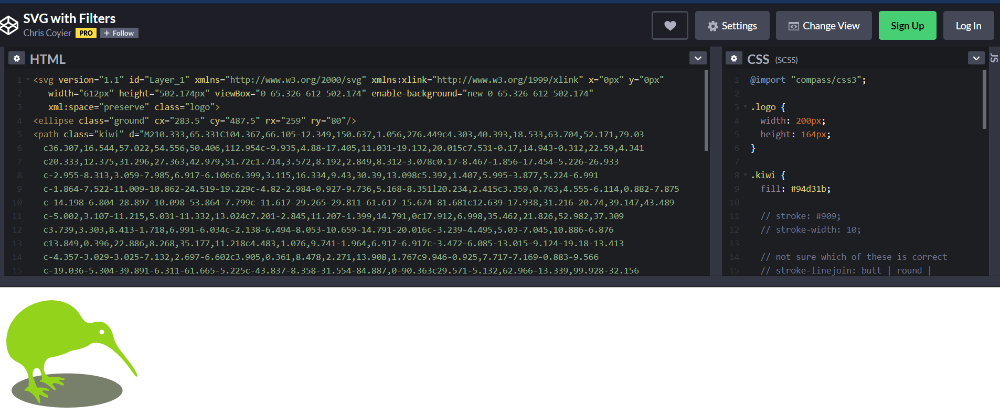 SVG with Filters
Chris Coyier PRO + Follow
Settings
Change View
Sign Up
Log In
HTML
1 <svg version="1.1" id="Layer_1" xmlns="http://www.w3.org/2000/svg" xmlns:xlink="http://www.w3.org/1999/xlink" x="0px" y="0px"
2 width="612px" height="502.174px" viewBox="0 65.326 612 502.174" enable-background="new 0 65.326 612 502.174"
3 xml:space="preserve" class="logo">
4 <ellipse class="ground" cx="283.5" cy="487.5" rx="259" ry="80"/>
5 <path class="kiwi" d="M210.333,65.331C104.367,66.105-12.349,150.637,1.056,276.449c4.303,40.393,18.533,63.704,52.171,79.03
6 c36.307,16.544,57.022,54.556,50.406,112.954c-9.935,4.88-17.405,11.031-19.132,20.015c7.531-0.17,14.943-0.312,22.59,4.341
7 c20.333,12.375,31.296,27.363,42.979,51.72c1.714,3.572,8.192,2.849,8.312-3.078c0.17-8.467-1.856-17.454-5.226-26.933
8 c-2.955-8.313,3.059-7.985,6.917-6.106c6.399,3.115,16.334,9.43,30.39,13.098c5.392,1.407,5.995-3.877,5.224-6.991
9 c-1.864-7.522-11.009-10.862-24.519-19.229c-4.82-2.984-0.927-9.736,5.168-8.351l20.234,2.415c3.359,0.763,4.555-6.114,0.882-7.875
10 c-14.198-6.804-28.897-10.098-53.864-7.799c-11.617-29.265-29.811-61.617-15.674-81.681c12.639-17.938,31.216-20.74,39.147,43.489
11 c-5.002,3.107-11.215,5.031-11.332,13.024c7.201-2.845,11.207-1.399,14.791,0c17.912,6.998,35.462,21.826,52.982,37.309
12 c3.739,3.303,8.413-1.718,6.991-6.034c-2.138-6.494-8.053-10.659-14.791-20.016c-3.239-4.495,5.03-7.045,10.886-6.876
13 c13.849,0.396,22.886,8.268,35.177,11.218c4.483,1.076,9.741-1.964,6.917-6.917c-3.472-6.085-13.015-9.124-19.18-13.413
14 c-4.357-3.029-3.025-7.132,2.697-6.602c3.905,0.361,8.478,2.271,13.908,1.767c9.946-0.925,7.717-7.169-0.883-9.566
15 c-19.036-5.304-39.891-6.311-61.665-5.225c-43.837-8.358-31.554-84.887,0-90.363c29.571-5.132,62.966-13.339,99.928-32.156
CSS (SCSS)
1 @import "compass/css3";
2
3 .logo {
4 width: 200px;
5 height: 164px;
6 }
7
8 .kiwi {
9 fill: #94d31b;
10
11 // stroke: #909;
12 // stroke-width: 10;
13
14 // not sure which of these is correct
15 // stroke-linejoin: butt | round |
JS